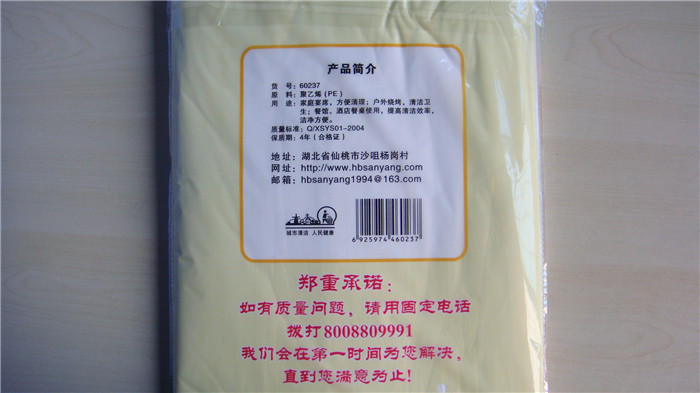 产品简介
货 号：60237
原 料：聚乙烯（PE）
用 途：家庭宴席，方便清理；户外烧烤，清洁卫
生；餐馆、酒店餐桌使用，提高清洁效率，
洁净方便。
质量标准：Q/XSYS01-2004
保质期：4年（合格证）
地址：湖北省仙桃市沙咀杨岗村
网址：http://www.hbsanyang.com
邮箱：hbsanyang1994@163.com
城市清洁 人民健康
6925974460237
郑重承诺：
如有质量问题，请用固定电话
拨打8008809991
我们会在第一时间为您解决，
直到您满意为止！